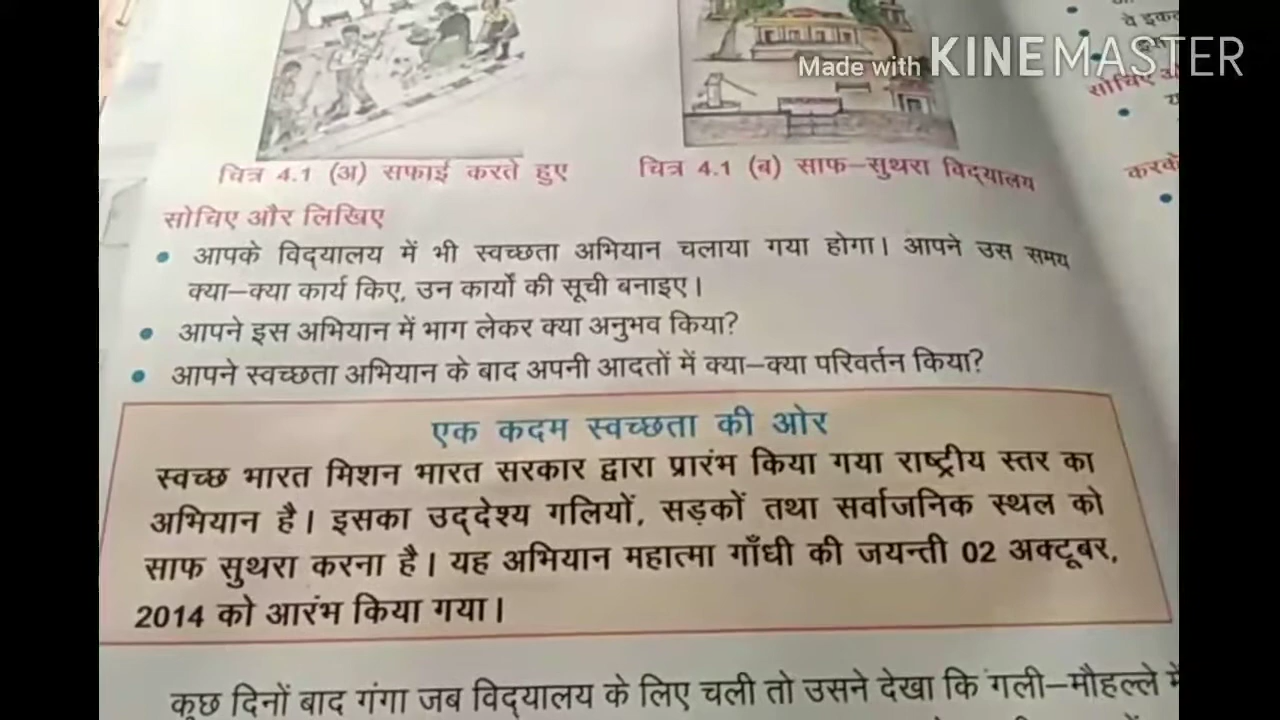 Made with KINEMASTER
चित्र 4.1 (अ) सफाई करते हुए
चित्र 4.1 (ब) साफ–सुथरा विद्यालय
सोचिए और लिखिए
• आपके विद्यालय में भी स्वच्छता अभियान चलाया गया होगा। आपने उस समय
क्या–क्या कार्य किए, उन कार्यों की सूची बनाइए।
• आपने इस अभियान में भाग लेकर क्या अनुभव किया?
• आपने स्वच्छता अभियान के बाद अपनी आदतों में क्या–क्या परिवर्तन किया?
एक कदम स्वच्छता की ओर
स्वच्छ भारत मिशन भारत सरकार द्वारा प्रारंभ किया गया राष्ट्रीय स्तर का
अभियान है। इसका उद्देश्य गलियों, सड़कों तथा सर्वाजनिक स्थल को
साफ सुथरा करना है। यह अभियान महात्मा गाँधी की जयन्ती 02 अक्टूबर,
2014 को आरंभ किया गया।
कुछ दिनों बाद गंगा जब विद्यालय के लिए चली तो उसने देखा कि गली–मौहल्ले में